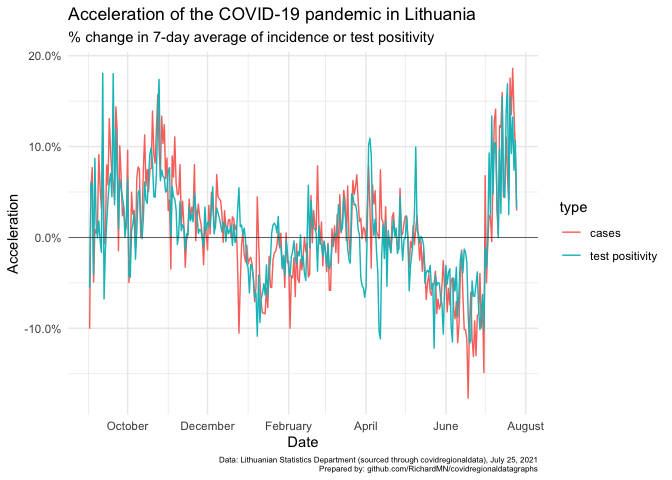 Acceleration of the COVID-19 pandemic in Lithuania
% change in 7-day average of incidence or test positivity
20.0%
10.0%
0.0%
-10.0%
Acceleration
October December February April June August
Date
type
cases
test positivity
Data: Lithuanian Statistics Department (sourced through covidregionaldata), July 25, 2021
Prepared by: github.com/RichardMN/covidregionaldatagraphs